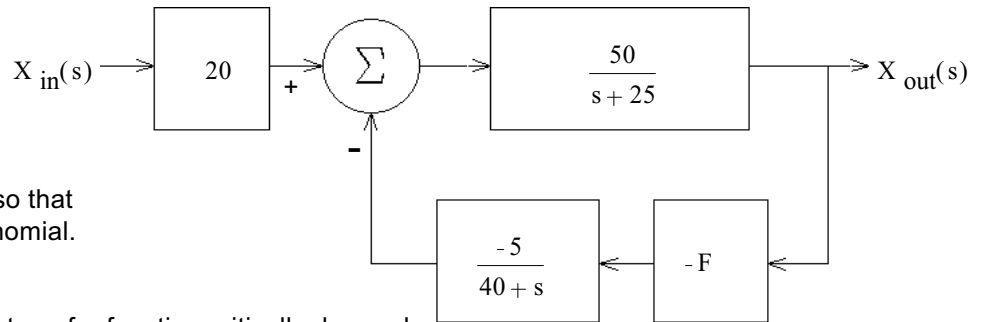 50
X in(s)
20
Σ
s + 25
X out(s)
+
-
so that
nomial.
- 5
- F
40 + s